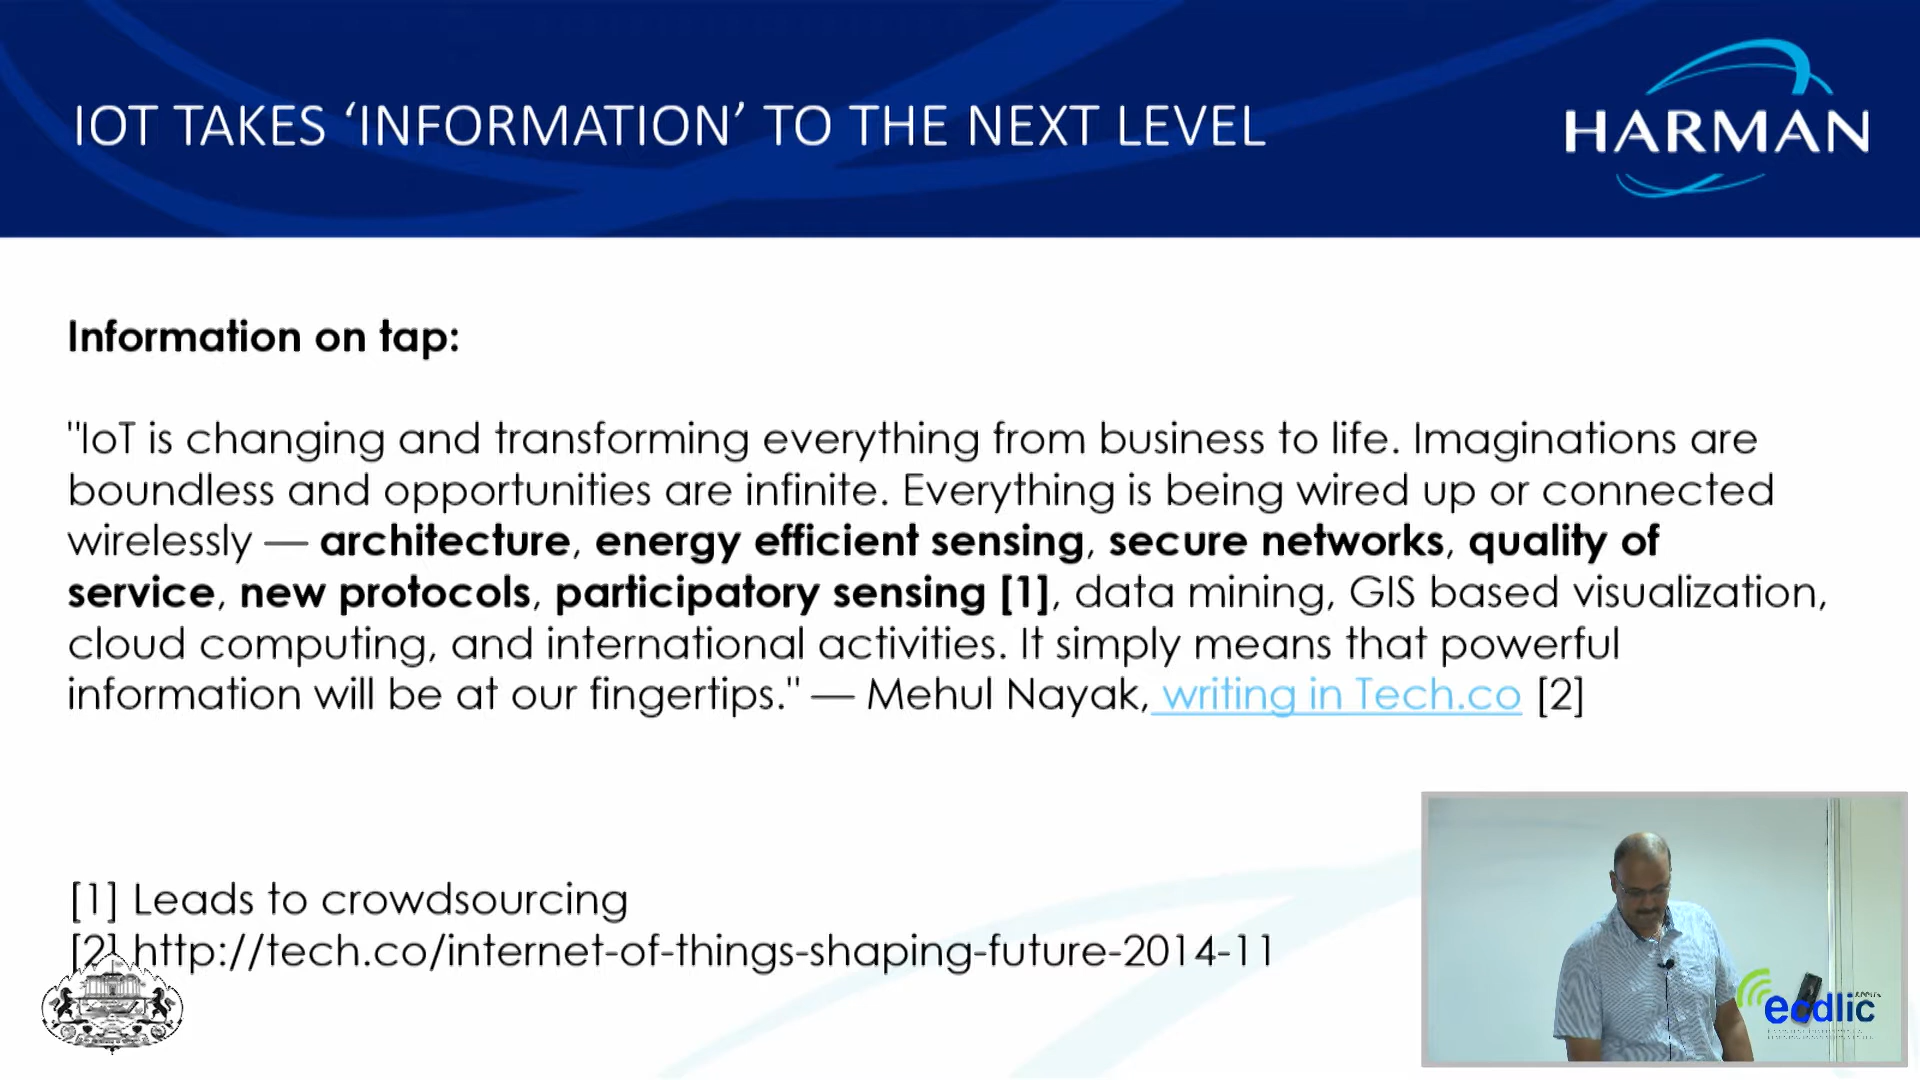 IOT TAKES ‘INFORMATION’ TO THE NEXT LEVEL
HARMAN
Information on tap:
"IoT is changing and transforming everything from business to life. Imaginations are
boundless and opportunities are infinite. Everything is being wired up or connected
wirelessly — architecture, energy efficient sensing, secure networks, quality of
service, new protocols, participatory sensing [1], data mining, GIS based visualization,
cloud computing, and international activities. It simply means that powerful
information will be at our fingertips." — Mehul Nayak, writing in Tech.co [2]
[1] Leads to crowdsourcing
[2] http://tech.co/internet-of-things-shaping-future-2014-11